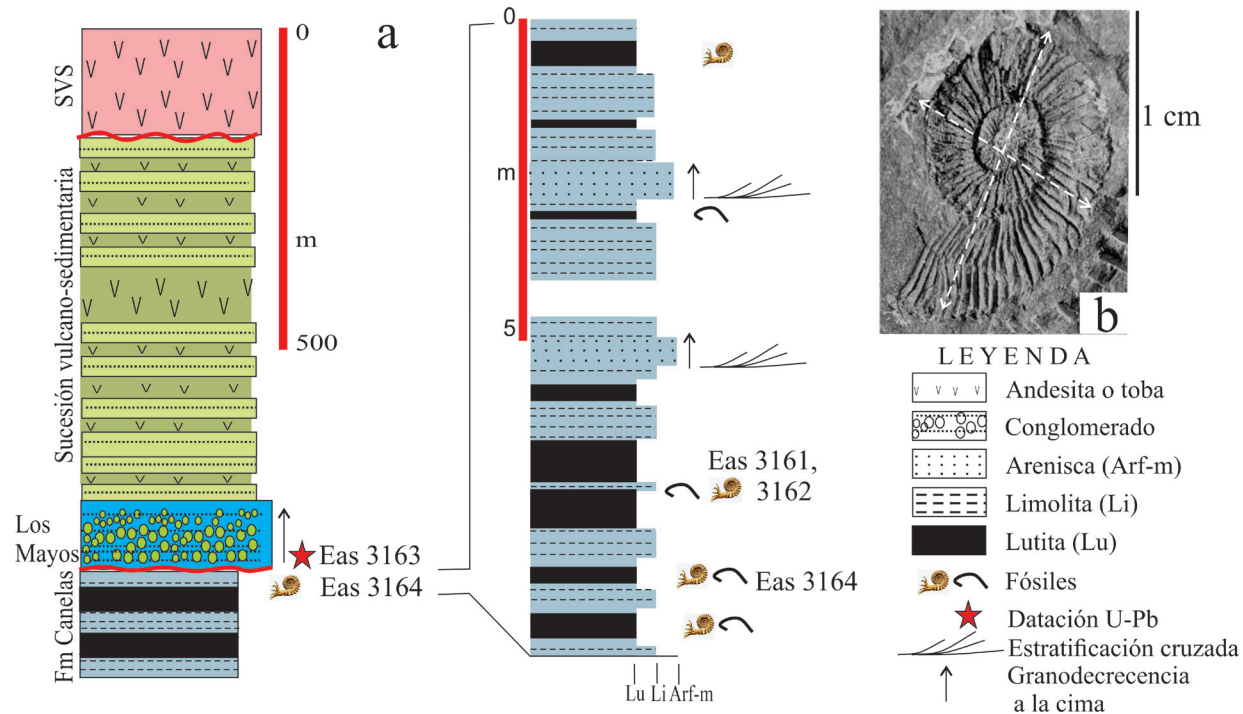 0
a
SVS
Sucesión vulcano-sedimentaria
m
500
Los
Mayos
Eas 3163
Eas 3164
Fm Canelas
0
m
5
Eas 3161,
3162
Eas 3164
Lu
Li
Arf-m
1 cm
b
LEYENDA
Andesita o toba
Conglomerado
Arenisca (Arf-m)
Limolita (Li)
Lutita (Lu)
Fósiles
Datación U-Pb
Estratificación cruzada
Granodecrecencia
a la cima